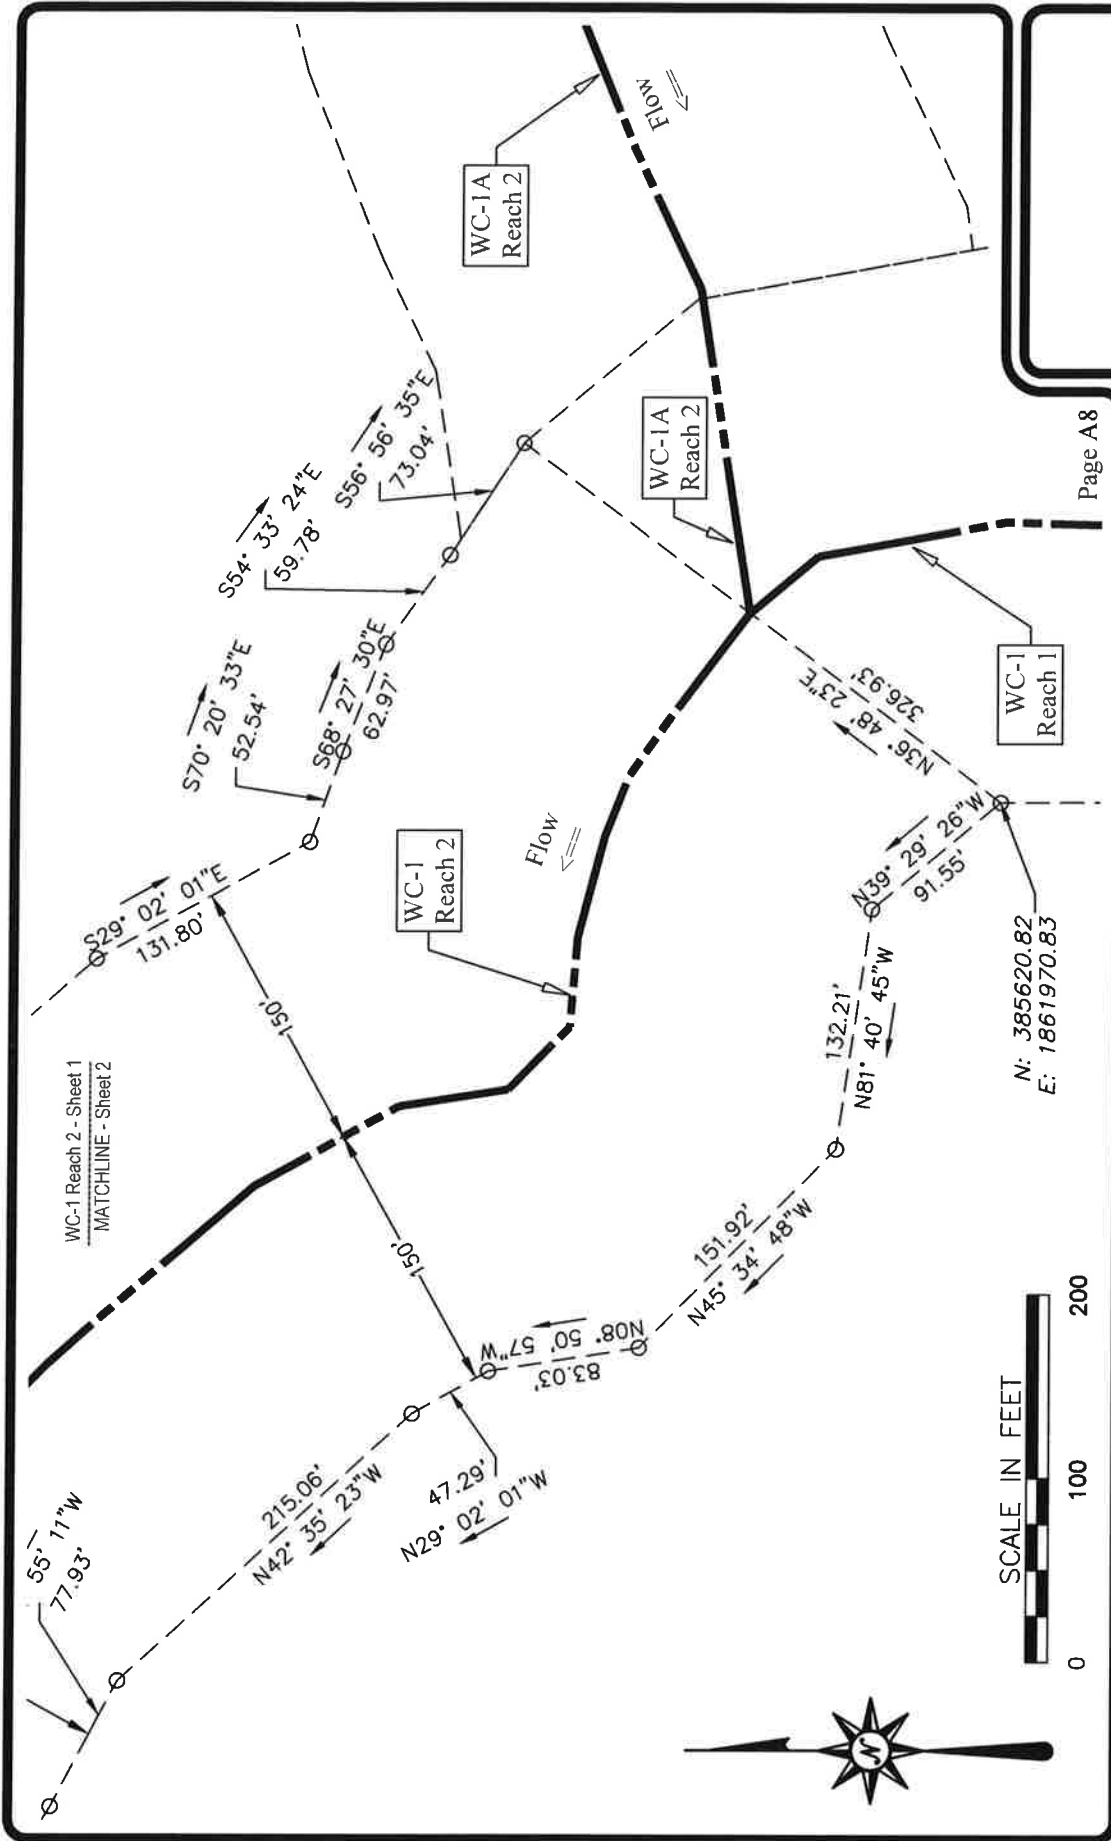 WC-1 Reach 2 - Sheet 1
MATCHLINE - Sheet 2
55' 11"W
77.93'
215.06'
N42° 35' 23"W
47.29'
N29° 02' 01"W
N08° 50' 57"W
83.03'
151.92'
N45° 34' 48"W
132.21'
N81° 40' 45"W
N39° 29' 26"W
91.55'
N36° 48' 23"E
326.93'
N: 385620.82
E: 1861970.83
150'
150'
S29° 02' 01"E
131.80'
S70° 20' 33"E
52.54'
S68° 27' 30"E
62.97'
S54° 33' 24"E
59.78'
S56° 56' 35"E
73.04'
WC-1
Reach 2
Flow
WC-1A
Reach 2
Flow
WC-1A
Reach 2
WC-1
Reach 1
Page A8
N
SCALE IN FEET
0
100
200